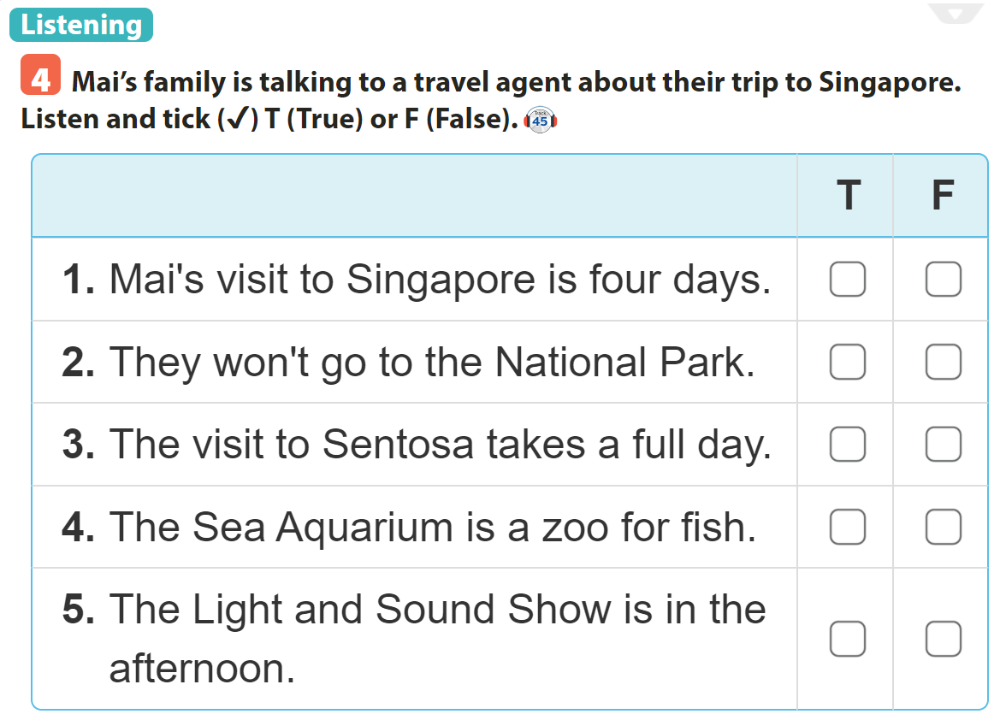 Listening
4 Mai's family is talking to a travel agent about their trip to Singapore.
Listen and tick (✓) T (True) or F (False). Track 45
T F
1. Mai's visit to Singapore is four days.
2. They won't go to the National Park.
3. The visit to Sentosa takes a full day.
4. The Sea Aquarium is a zoo for fish.
5. The Light and Sound Show is in the
afternoon.